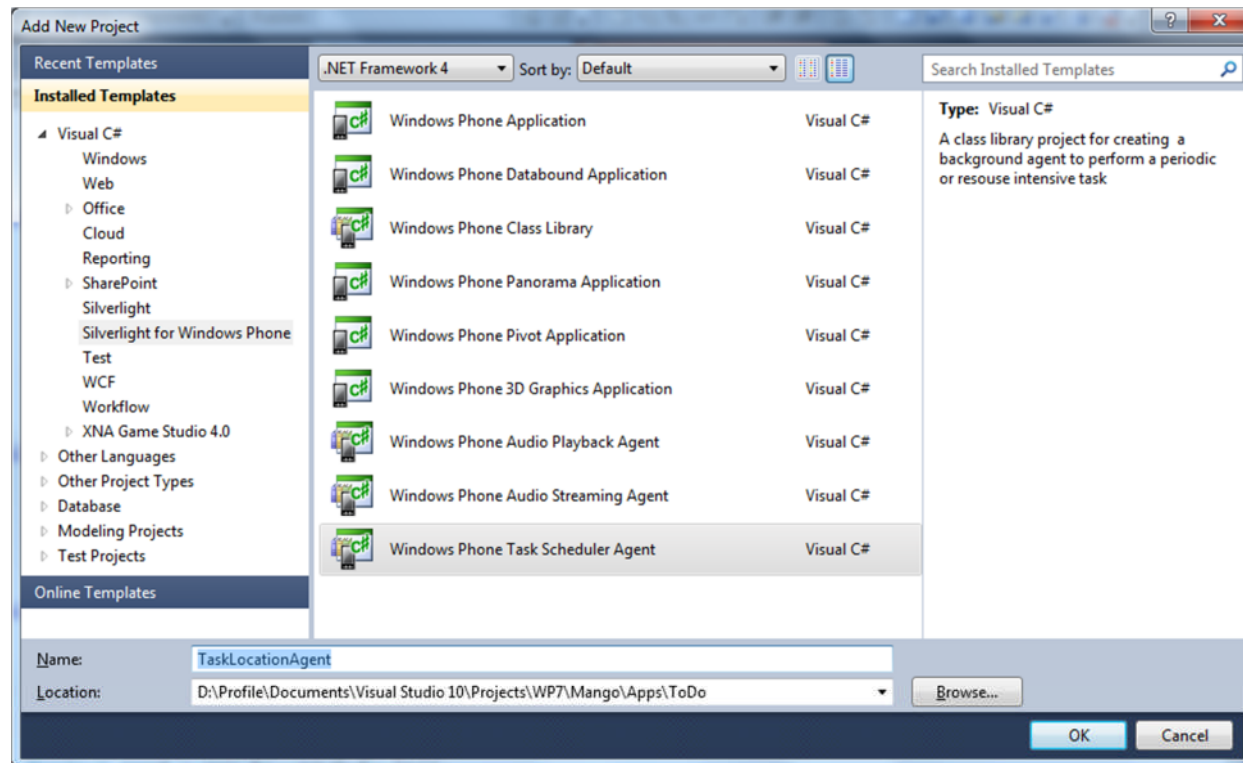 Add New Project
Recent Templates
Installed Templates
Visual C#
Windows
Web
Office
Cloud
Reporting
SharePoint
Silverlight
Silverlight for Windows Phone
Test
WCF
Workflow
XNA Game Studio 4.0
Other Languages
Other Project Types
Database
Modeling Projects
Test Projects
Online Templates
.NET Framework 4 Sort by: Default
Windows Phone Application Visual C#
Windows Phone Databound Application Visual C#
Windows Phone Class Library Visual C#
Windows Phone Panorama Application Visual C#
Windows Phone Pivot Application Visual C#
Windows Phone 3D Graphics Application Visual C#
Windows Phone Audio Playback Agent Visual C#
Windows Phone Audio Streaming Agent Visual C#
Windows Phone Task Scheduler Agent Visual C#
Search Installed Templates
Type: Visual C#
A class library project for creating a
background agent to perform a periodic
or resouse intensive task
Name: TaskLocationAgent
Location: D:\Profile\Documents\Visual Studio 10\Projects\WP7\Mango\Apps\ToDo Browse...
OK Cancel